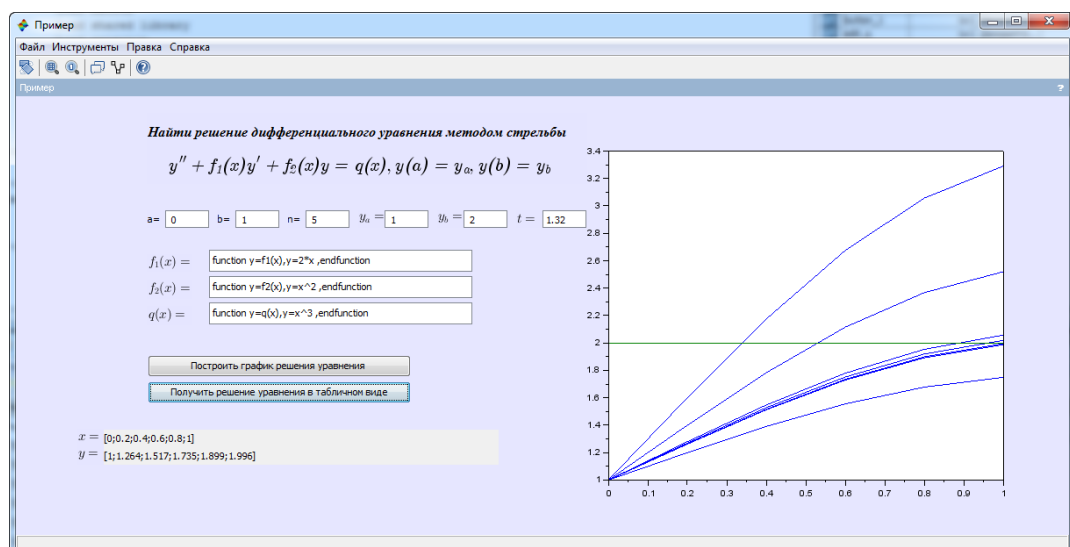 Пример
Файл Инструменты Правка Справка
Пример ?
Найти решение дифференциального уравнения методом стрельбы
y″ + f₁(x)y′ + f₂(x)y = q(x), y(a) = yₐ, y(b) = y_b
a= 0 b= 1 n= 5 yₐ = 1 y_b = 2 t = 1.32
f₁(x) = function y=f1(x),y=2*x ,endfunction
f₂(x) = function y=f2(x),y=x^2 ,endfunction
q(x) = function y=q(x),y=x^3 ,endfunction
Построить график решения уравнения
Получить решение уравнения в табличном виде
x = [0;0.2;0.4;0.6;0.8;1]
y = [1;1.264;1.517;1.735;1.899;1.996]
3.4
3.2
3
2.8
2.6
2.4
2.2
2
1.8
1.6
1.4
1.2
1
0 0.1 0.2 0.3 0.4 0.5 0.6 0.7 0.8 0.9 1